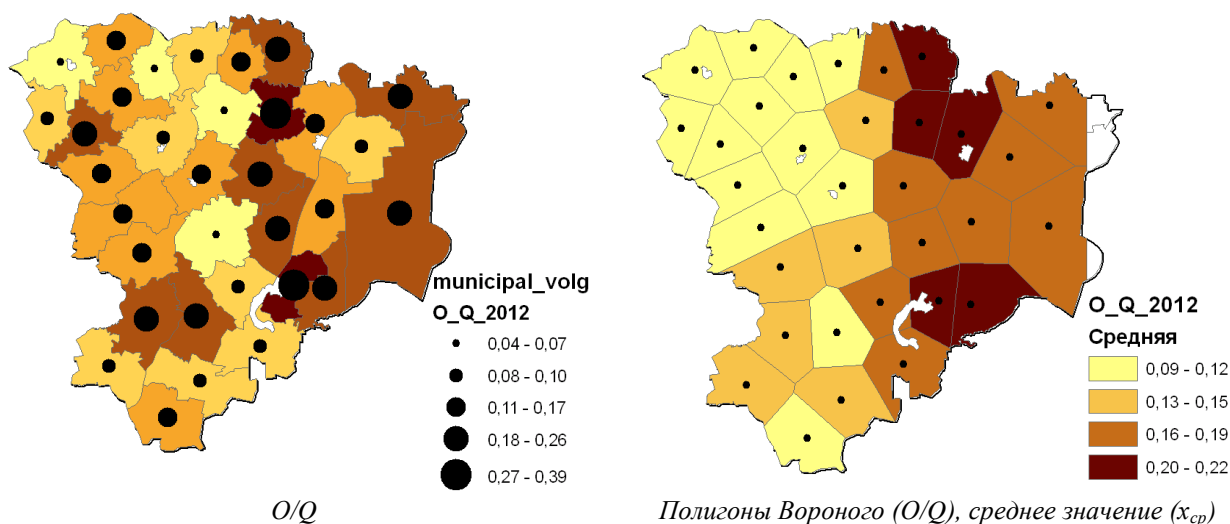 municipal_volg
O_Q_2012
0,04 - 0,07
0,08 - 0,10
0,11 - 0,17
0,18 - 0,26
0,27 - 0,39
O/Q
O_Q_2012
Средняя
0,09 - 0,12
0,13 - 0,15
0,16 - 0,19
0,20 - 0,22
Полигоны Вороного (O/Q), среднее значение (xср)